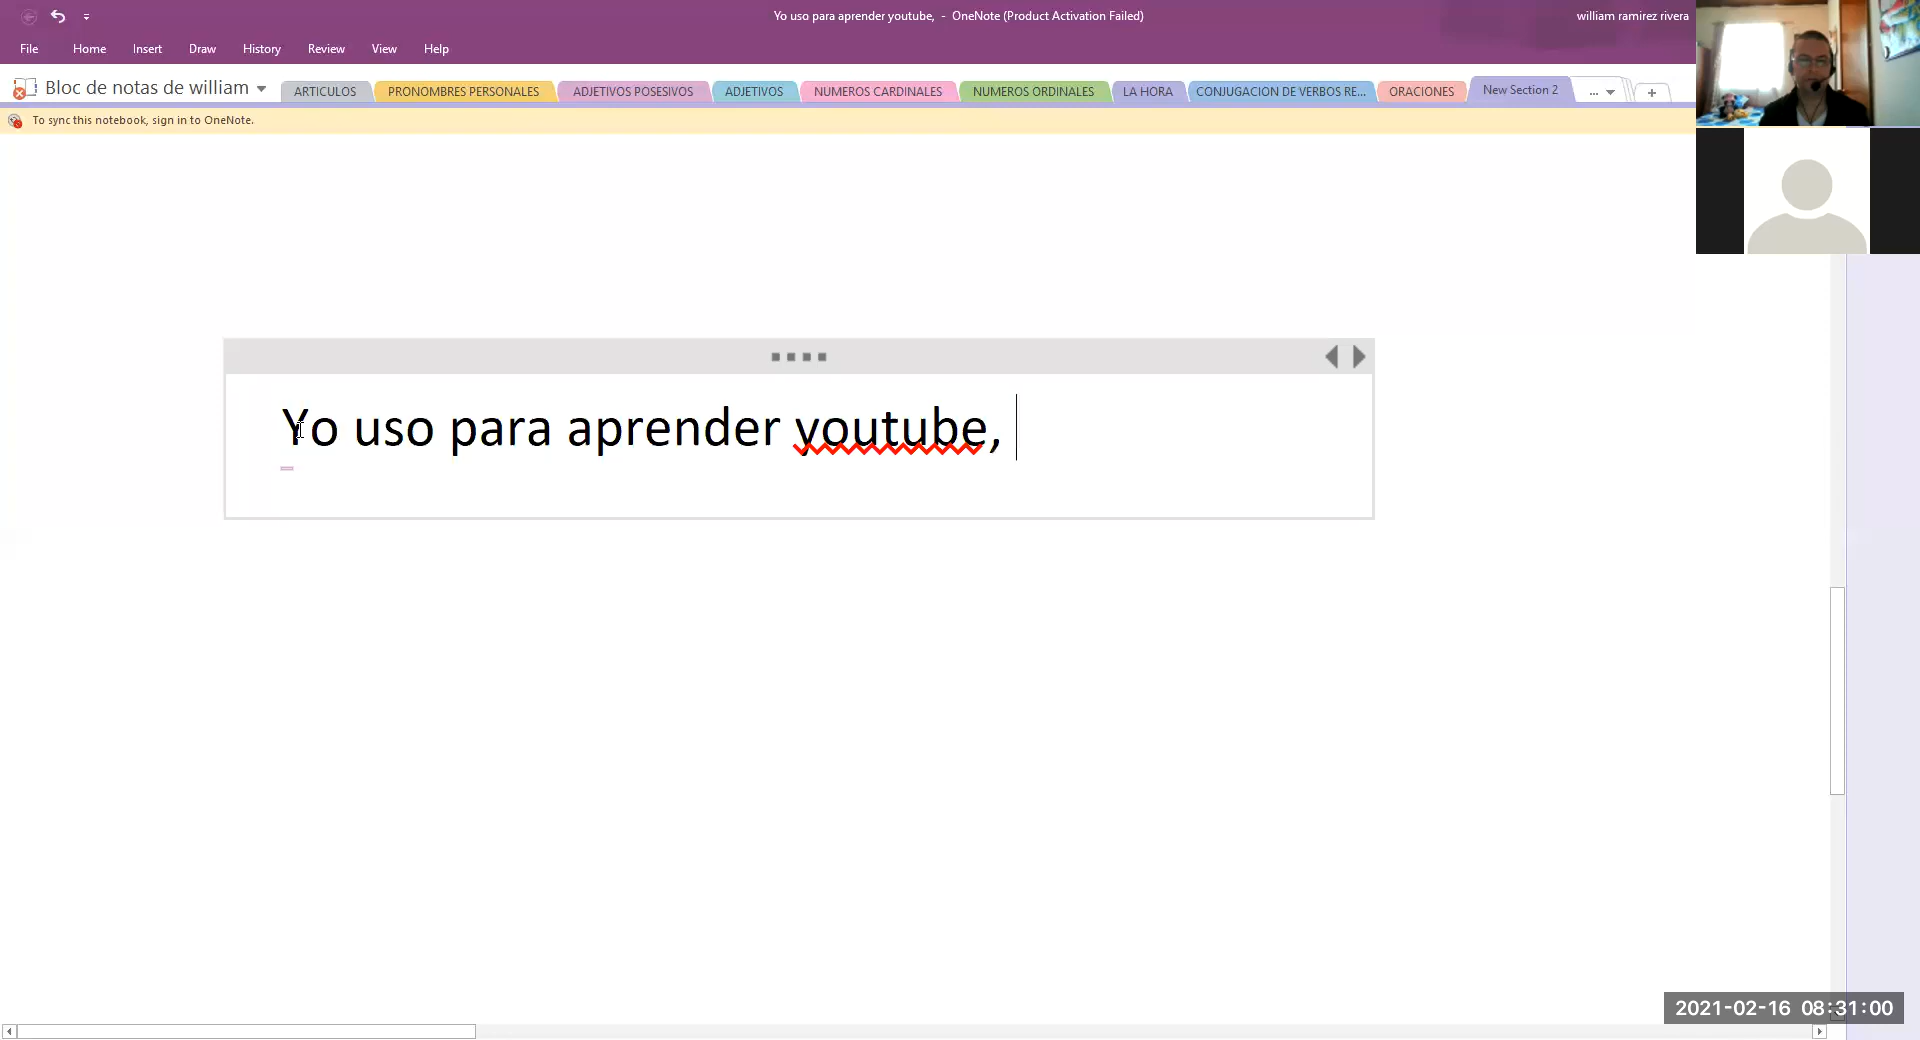 Yo uso para aprender youtube, - OneNote (Product Activation Failed)
william ramirez rivera
File Home Insert Draw History Review View Help
Bloc de notas de william
ARTICULOS PRONOMBRES PERSONALES ADJETIVOS POSESIVOS ADJETIVOS NUMEROS CARDINALES NUMEROS ORDINALES LA HORA CONJUGACION DE VERBOS RE... ORACIONES New Section 2 ...
To sync this notebook, sign in to OneNote.
Yo uso para aprender youtube,
2021-02-16 08:31:00